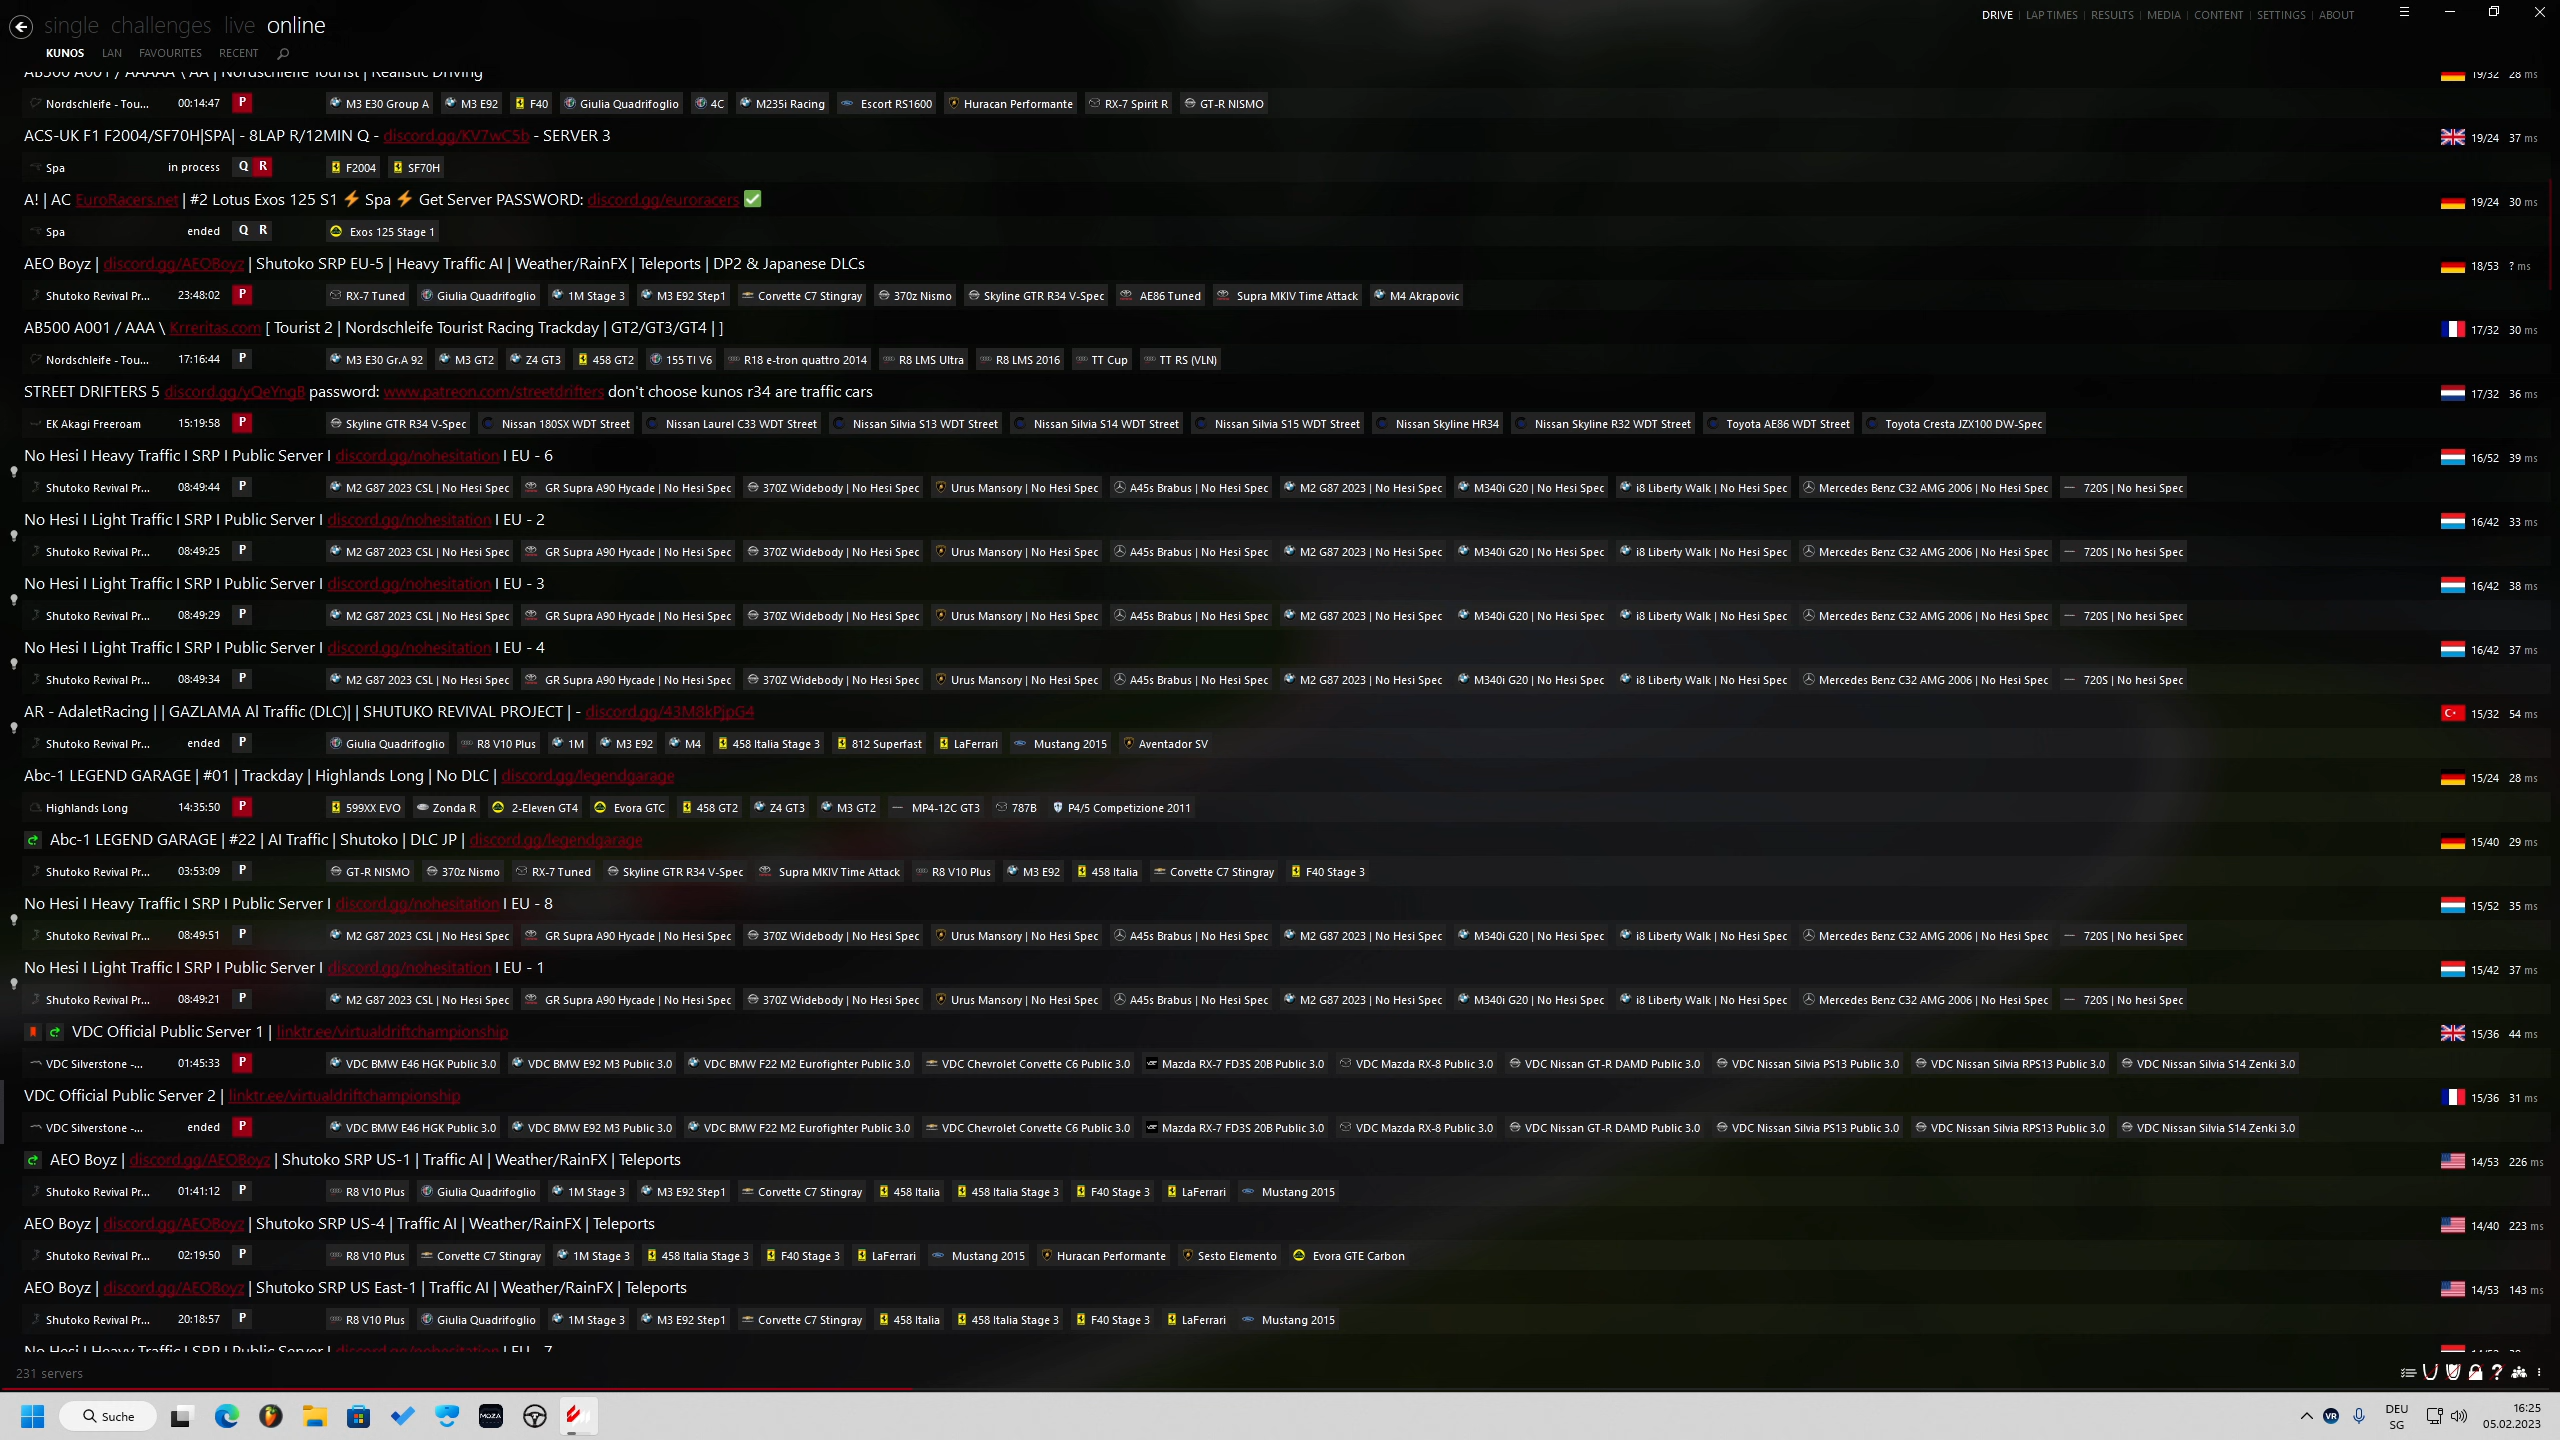 single challenges live online
DRIVE | LAP TIMES | RESULTS | MEDIA | CONTENT | SETTINGS | ABOUT
KUNOS LAN FAVOURITES RECENT
AB500 A001 / AAAAA \ AA | Nordschleife Tourist | Realistic Driving 19/32 28 ms
Nordschleife - Tou... 00:14:47 P M3 E30 Group A M3 E92 F40 Giulia Quadrifoglio 4C M235i Racing Escort RS1600 Huracan Performante RX-7 Spirit R GT-R NISMO
ACS-UK F1 F2004/SF70H|SPA| - 8LAP R/12MIN Q - discord.gg/KV7wC5b - SERVER 3 19/24 37 ms
Spa in process Q R F2004 SF70H
A! | AC EuroRacers.net | #2 Lotus Exos 125 S1 ⚡ Spa ⚡ Get Server PASSWORD: discord.gg/euroracers ✅ 19/24 30 ms
Spa ended Q R Exos 125 Stage 1
AEO Boyz | discord.gg/AEOBoyz | Shutoko SRP EU-5 | Heavy Traffic AI | Weather/RainFX | Teleports | DP2 & Japanese DLCs 18/53 ? ms
Shutoko Revival Pr... 23:48:02 P RX-7 Tuned Giulia Quadrifoglio 1M Stage 3 M3 E92 Step1 Corvette C7 Stingray 370z Nismo Skyline GTR R34 V-Spec AE86 Tuned Supra MKIV Time Attack M4 Akrapovic
AB500 A001 / AAA \ Krreritas.com [ Tourist 2 | Nordschleife Tourist Racing Trackday | GT2/GT3/GT4 | ] 17/32 30 ms
Nordschleife - Tou... 17:16:44 P M3 E30 Gr.A 92 M3 GT2 Z4 GT3 458 GT2 155 TI V6 R18 e-tron quattro 2014 R8 LMS Ultra R8 LMS 2016 TT Cup TT RS (VLN)
STREET DRIFTERS 5 discord.gg/yQeYngB password: www.patreon.com/streetdrifters don't choose kunos r34 are traffic cars 17/32 36 ms
EK Akagi Freeroam 15:19:58 P Skyline GTR R34 V-Spec Nissan 180SX WDT Street Nissan Laurel C33 WDT Street Nissan Silvia S13 WDT Street Nissan Silvia S14 WDT Street Nissan Silvia S15 WDT Street Nissan Skyline HR34 Nissan Skyline R32 WDT Street Toyota AE86 WDT Street Toyota Cresta JZX100 DW-Spec
No Hesi I Heavy Traffic I SRP I Public Server I discord.gg/nohesitation I EU - 6 16/52 39 ms
Shutoko Revival Pr... 08:49:44 P M2 G87 2023 CSL | No Hesi Spec GR Supra A90 Hycade | No Hesi Spec 370Z Widebody | No Hesi Spec Urus Mansory | No Hesi Spec A45s Brabus | No Hesi Spec M2 G87 2023 | No Hesi Spec M340i G20 | No Hesi Spec i8 Liberty Walk | No Hesi Spec Mercedes Benz C32 AMG 2006 | No Hesi Spec 720S | No hesi Spec
No Hesi I Light Traffic I SRP I Public Server I discord.gg/nohesitation I EU - 2 16/42 33 ms
Shutoko Revival Pr... 08:49:25 P M2 G87 2023 CSL | No Hesi Spec GR Supra A90 Hycade | No Hesi Spec 370Z Widebody | No Hesi Spec Urus Mansory | No Hesi Spec A45s Brabus | No Hesi Spec M2 G87 2023 | No Hesi Spec M340i G20 | No Hesi Spec i8 Liberty Walk | No Hesi Spec Mercedes Benz C32 AMG 2006 | No Hesi Spec 720S | No hesi Spec
No Hesi I Light Traffic I SRP I Public Server I discord.gg/nohesitation I EU - 3 16/42 38 ms
Shutoko Revival Pr... 08:49:29 P M2 G87 2023 CSL | No Hesi Spec GR Supra A90 Hycade | No Hesi Spec 370Z Widebody | No Hesi Spec Urus Mansory | No Hesi Spec A45s Brabus | No Hesi Spec M2 G87 2023 | No Hesi Spec M340i G20 | No Hesi Spec i8 Liberty Walk | No Hesi Spec Mercedes Benz C32 AMG 2006 | No Hesi Spec 720S | No hesi Spec
No Hesi I Light Traffic I SRP I Public Server I discord.gg/nohesitation I EU - 4 16/42 37 ms
Shutoko Revival Pr... 08:49:34 P M2 G87 2023 CSL | No Hesi Spec GR Supra A90 Hycade | No Hesi Spec 370Z Widebody | No Hesi Spec Urus Mansory | No Hesi Spec A45s Brabus | No Hesi Spec M2 G87 2023 | No Hesi Spec M340i G20 | No Hesi Spec i8 Liberty Walk | No Hesi Spec Mercedes Benz C32 AMG 2006 | No Hesi Spec 720S | No hesi Spec
AR - AdaletRacing | | GAZLAMA Al Traffic (DLC)| | SHUTUKO REVIVAL PROJECT | - discord.gg/43M8kPjpG4 15/32 54 ms
Shutoko Revival Pr... ended P Giulia Quadrifoglio R8 V10 Plus 1M M3 E92 M4 458 Italia Stage 3 812 Superfast LaFerrari Mustang 2015 Aventador SV
Abc-1 LEGEND GARAGE | #01 | Trackday | Highlands Long | No DLC | discord.gg/legendgarage 15/24 28 ms
Highlands Long 14:35:50 P 599XX EVO Zonda R 2-Eleven GT4 Evora GTC 458 GT2 Z4 GT3 M3 GT2 MP4-12C GT3 787B P4/5 Competizione 2011
Abc-1 LEGEND GARAGE | #22 | AI Traffic | Shutoko | DLC JP | discord.gg/legendgarage 15/40 29 ms
Shutoko Revival Pr... 03:53:09 P GT-R NISMO 370z Nismo RX-7 Tuned Skyline GTR R34 V-Spec Supra MKIV Time Attack R8 V10 Plus M3 E92 458 Italia Corvette C7 Stingray F40 Stage 3
No Hesi I Heavy Traffic I SRP I Public Server I discord.gg/nohesitation I EU - 8 15/52 35 ms
Shutoko Revival Pr... 08:49:51 P M2 G87 2023 CSL | No Hesi Spec GR Supra A90 Hycade | No Hesi Spec 370Z Widebody | No Hesi Spec Urus Mansory | No Hesi Spec A45s Brabus | No Hesi Spec M2 G87 2023 | No Hesi Spec M340i G20 | No Hesi Spec i8 Liberty Walk | No Hesi Spec Mercedes Benz C32 AMG 2006 | No Hesi Spec 720S | No hesi Spec
No Hesi I Light Traffic I SRP I Public Server I discord.gg/nohesitation I EU - 1 15/42 37 ms
Shutoko Revival Pr... 08:49:21 P M2 G87 2023 CSL | No Hesi Spec GR Supra A90 Hycade | No Hesi Spec 370Z Widebody | No Hesi Spec Urus Mansory | No Hesi Spec A45s Brabus | No Hesi Spec M2 G87 2023 | No Hesi Spec M340i G20 | No Hesi Spec i8 Liberty Walk | No Hesi Spec Mercedes Benz C32 AMG 2006 | No Hesi Spec 720S | No hesi Spec
VDC Official Public Server 1 | linktr.ee/virtualdriftchampionship 15/36 44 ms
VDC Silverstone -... 01:45:33 P VDC BMW E46 HGK Public 3.0 VDC BMW E92 M3 Public 3.0 VDC BMW F22 M2 Eurofighter Public 3.0 VDC Chevrolet Corvette C6 Public 3.0 Mazda RX-7 FD3S 20B Public 3.0 VDC Mazda RX-8 Public 3.0 VDC Nissan GT-R DAMD Public 3.0 VDC Nissan Silvia PS13 Public 3.0 VDC Nissan Silvia RPS13 Public 3.0 VDC Nissan Silvia S14 Zenki 3.0
VDC Official Public Server 2 | linktr.ee/virtualdriftchampionship 15/36 31 ms
VDC Silverstone -... ended P VDC BMW E46 HGK Public 3.0 VDC BMW E92 M3 Public 3.0 VDC BMW F22 M2 Eurofighter Public 3.0 VDC Chevrolet Corvette C6 Public 3.0 Mazda RX-7 FD3S 20B Public 3.0 VDC Mazda RX-8 Public 3.0 VDC Nissan GT-R DAMD Public 3.0 VDC Nissan Silvia PS13 Public 3.0 VDC Nissan Silvia RPS13 Public 3.0 VDC Nissan Silvia S14 Zenki 3.0
AEO Boyz | discord.gg/AEOBoyz | Shutoko SRP US-1 | Traffic AI | Weather/RainFX | Teleports 14/53 226 ms
Shutoko Revival Pr... 01:41:12 P R8 V10 Plus Giulia Quadrifoglio 1M Stage 3 M3 E92 Step1 Corvette C7 Stingray 458 Italia 458 Italia Stage 3 F40 Stage 3 LaFerrari Mustang 2015
AEO Boyz | discord.gg/AEOBoyz | Shutoko SRP US-4 | Traffic AI | Weather/RainFX | Teleports 14/40 223 ms
Shutoko Revival Pr... 02:19:50 P R8 V10 Plus Corvette C7 Stingray 1M Stage 3 458 Italia Stage 3 F40 Stage 3 LaFerrari Mustang 2015 Huracan Performante Sesto Elemento Evora GTE Carbon
AEO Boyz | discord.gg/AEOBoyz | Shutoko SRP US East-1 | Traffic AI | Weather/RainFX | Teleports 14/53 143 ms
Shutoko Revival Pr... 20:18:57 P R8 V10 Plus Giulia Quadrifoglio 1M Stage 3 M3 E92 Step1 Corvette C7 Stingray 458 Italia 458 Italia Stage 3 F40 Stage 3 LaFerrari Mustang 2015
No Hesi I Heavy Traffic I SRP I Public Server I discord.gg/nohesitation I EU - 7
231 servers
Suche MOZA VR DEU 16:25
SG 05.02.2023